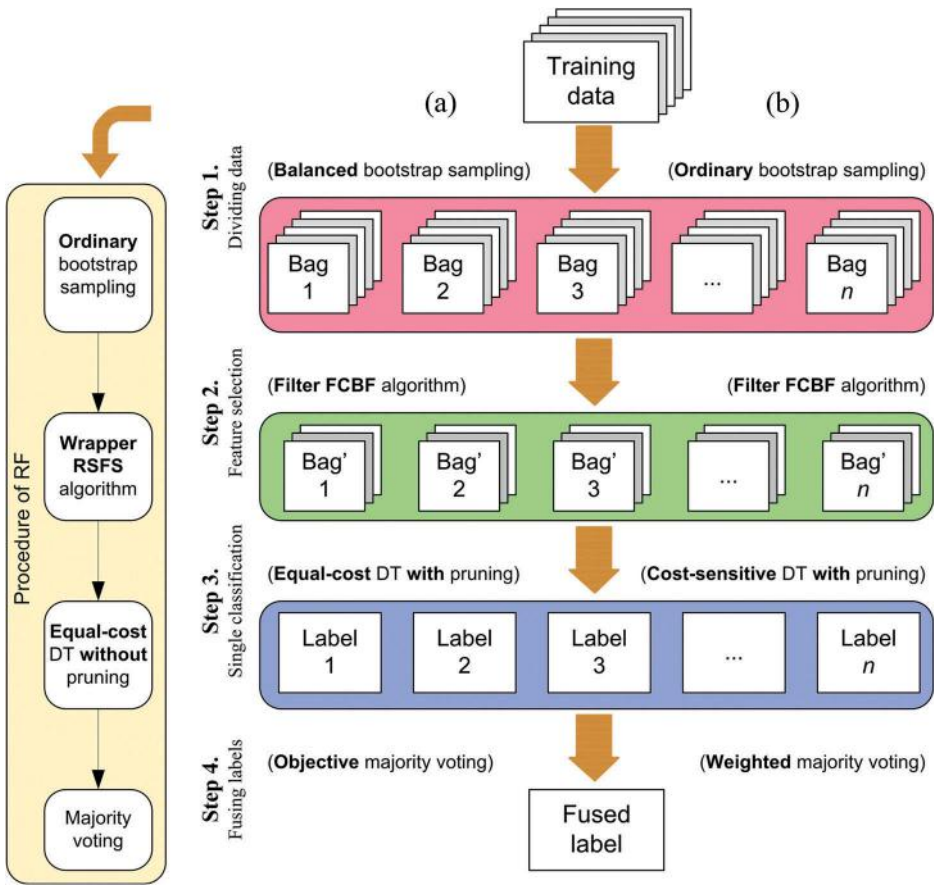 Training
data
(a)
(b)
Procedure of RF
Ordinary
bootstrap
sampling
Wrapper
RSFS
algorithm
Equal-cost
DT without
pruning
Majority
voting
Step 1.
Dividing data
(Balanced bootstrap sampling)
(Ordinary bootstrap sampling)
Bag
1
Bag
2
Bag
3
...
Bag
n
Step 2.
Feature selection
(Filter FCBF algorithm)
(Filter FCBF algorithm)
Bag'
1
Bag'
2
Bag'
3
...
Bag'
n
Step 3.
Single classification
(Equal-cost DT with pruning)
(Cost-sensitive DT with pruning)
Label
1
Label
2
Label
3
...
Label
n
Step 4.
Fusing labels
(Objective majority voting)
(Weighted majority voting)
Fused
label